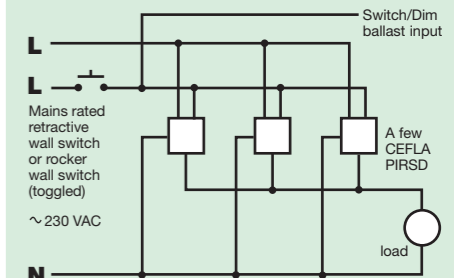 Switch/Dim
ballast input
L
L
Mains rated
retractive
wall switch
or rocker
wall switch
(toggled)
~230 VAC
A few
CEFLA
PIRSD
load
N